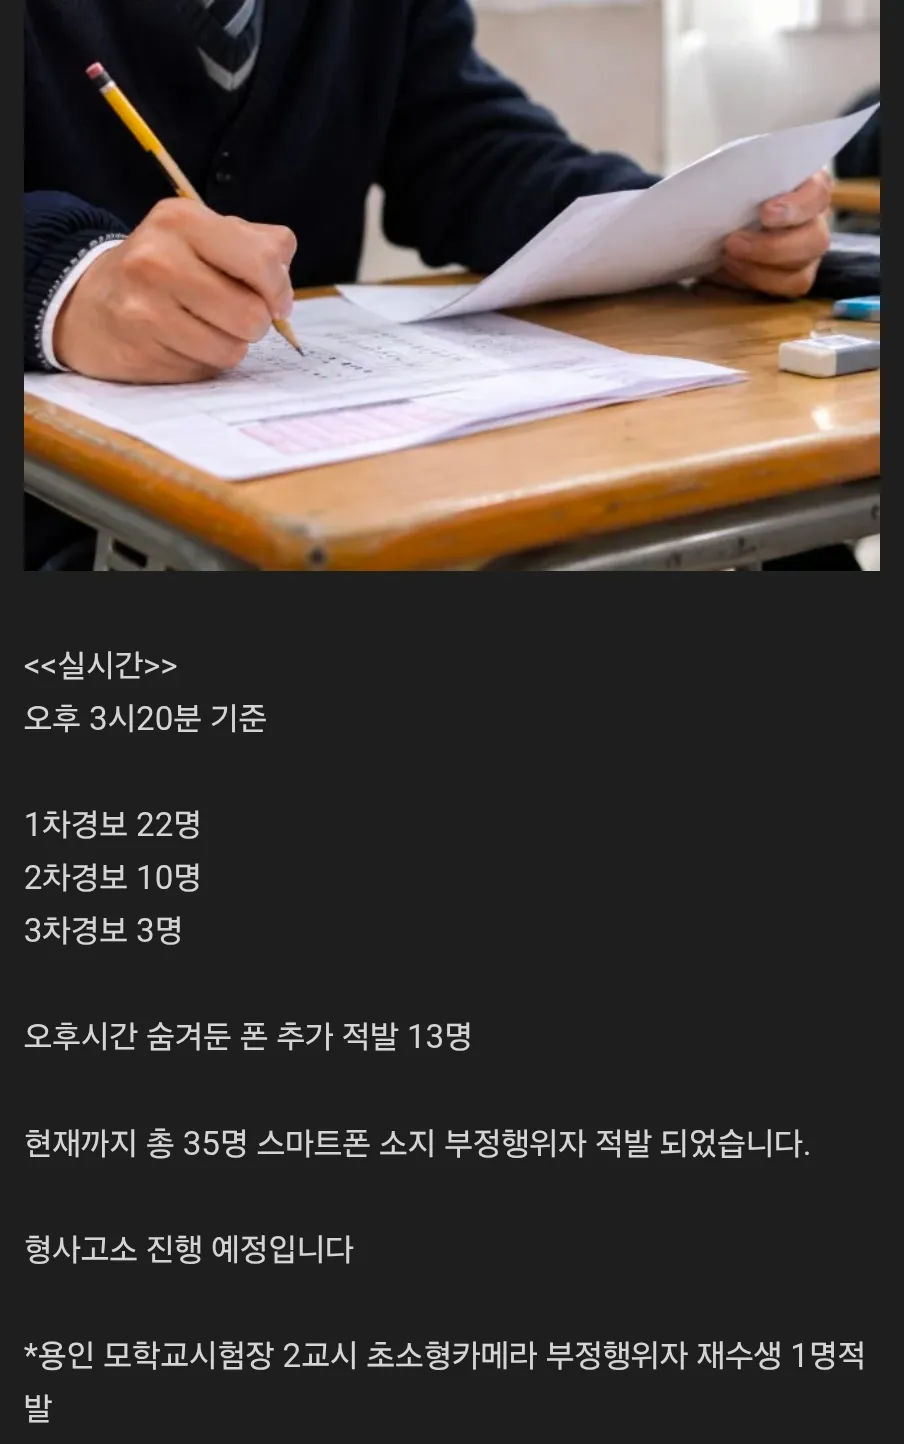 <<실시간>>
오후 3시20분 기준
1차경보 22명
2차경보 10명
3차경보 3명
오후시간 숨겨둔 폰 추가 적발 13명
현재까지 총 35명 스마트폰 소지 부정행위자 적발 되었습니다.
형사고소 진행 예정입니다
*용인 모학교시험장 2교시 초소형카메라 부정행위자 재수생 1명적
발